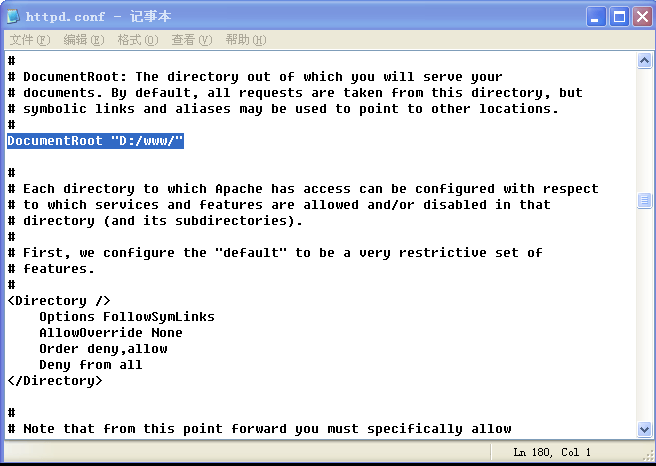 httpd.conf - 记事本
文件(F) 编辑(E) 格式(O) 查看(V) 帮助(H)
#
# DocumentRoot: The directory out of which you will serve your
# documents. By default, all requests are taken from this directory, but
# symbolic links and aliases may be used to point to other locations.
#
DocumentRoot "D:/www/"
#
# Each directory to which Apache has access can be configured with respect
# to which services and features are allowed and/or disabled in that
# directory (and its subdirectories).
#
# First, we configure the "default" to be a very restrictive set of
# features.
#
<Directory />
    Options FollowSymLinks
    AllowOverride None
    Order deny,allow
    Deny from all
</Directory>
#
# Note that from this point forward you must specifically allow
Ln 180, Col 1